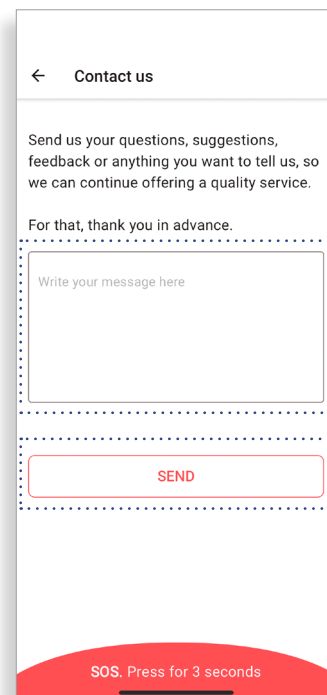 Contact us
Send us your questions, suggestions,
feedback or anything you want to tell us, so
we can continue offering a quality service.
For that, thank you in advance.
Write your message here
SEND
SOS. Press for 3 seconds